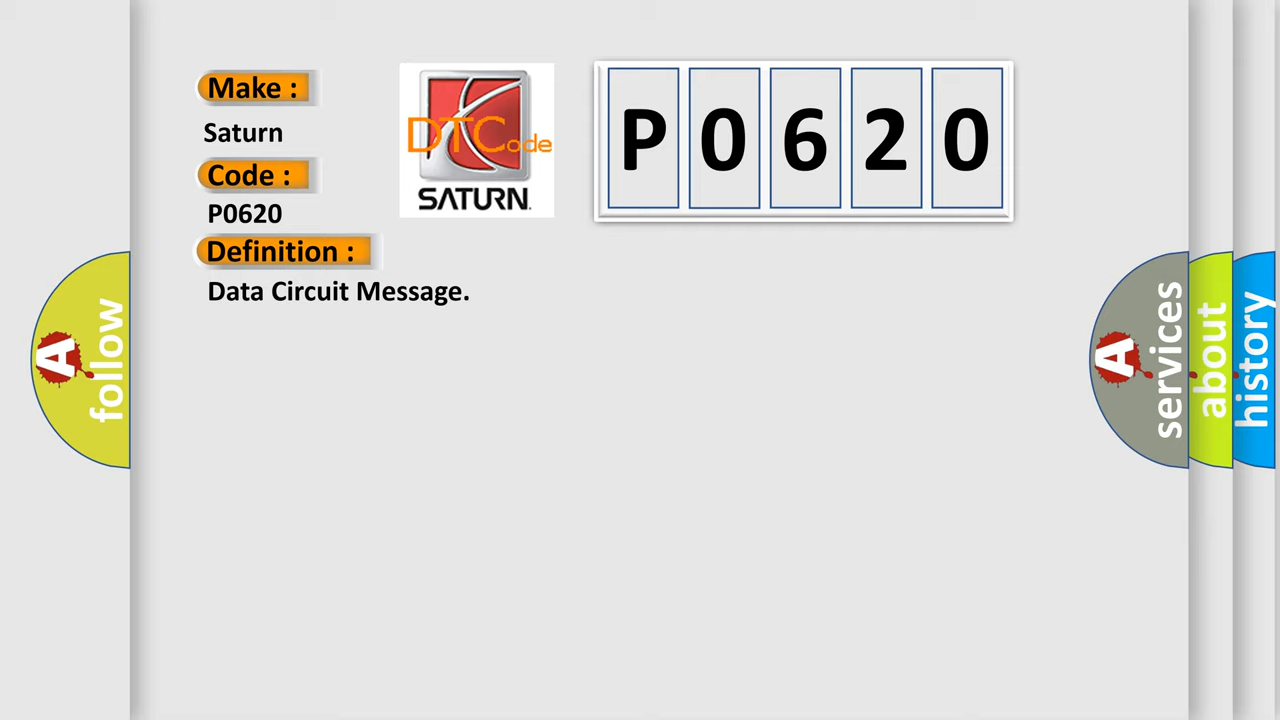 Make :
Saturn
Code :
P0620
Definition :
Data Circuit Message.
DTCode
SATURN
P 0 6 2 0
A follow
A services
about
history